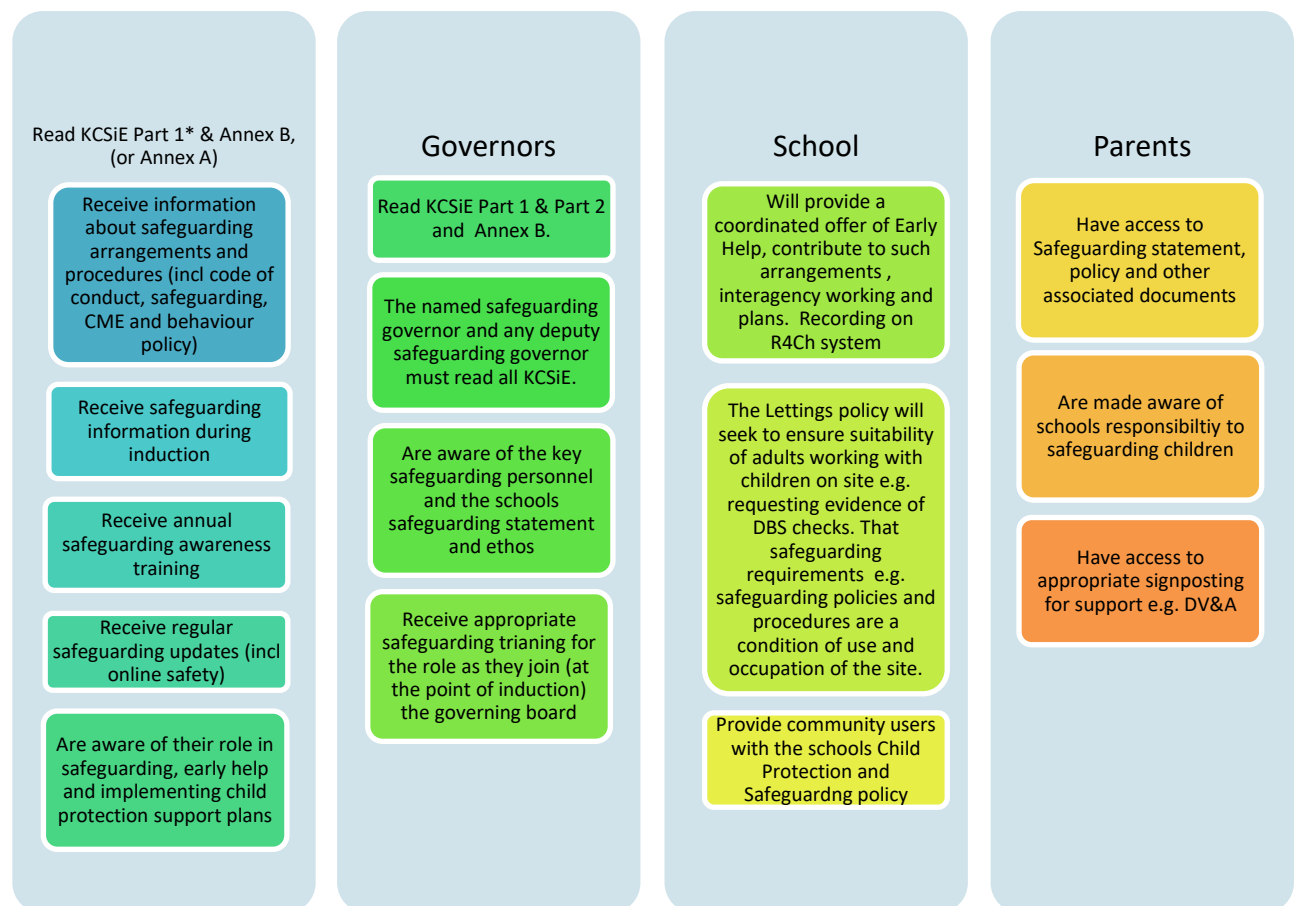 Read KCSiE Part 1* & Annex B,
(or Annex A)
Receive information
about safeguarding
arrangements and
procedures (incl code of
conduct, safeguarding,
CME and behaviour
policy)
Receive safeguarding
information during
induction
Receive annual
safeguarding awareness
training
Receive regular
safeguarding updates (incl
online safety)
Are aware of their role in
safeguarding, early help
and implementing child
protection support plans
Governors
Read KCSiE Part 1 & Part 2
and Annex B.
The named safeguarding
governor and any deputy
safeguarding governor
must read all KCSiE.
Are aware of the key
safeguarding personnel
and the schools
safeguarding statement
and ethos
Receive appropriate
safeguarding trianing for
the role as they join (at
the point of induction)
the governing board
School
Will provide a
coordinated offer of Early
Help, contribute to such
arrangements ,
interagency working and
plans. Recording on
R4Ch system
The Lettings policy will
seek to ensure suitability
of adults working with
children on site e.g.
requesting evidence of
DBS checks. That
safeguarding
requirements e.g.
safeguarding policies and
procedures are a
condition of use and
occupation of the site.
Provide community users
with the schools Child
Protection and
Safeguardng policy
Parents
Have access to
Safeguarding statement,
policy and other
associated documents
Are made aware of
schools responsibiltiy to
safeguarding children
Have access to
appropriate signposting
for support e.g. DV&A